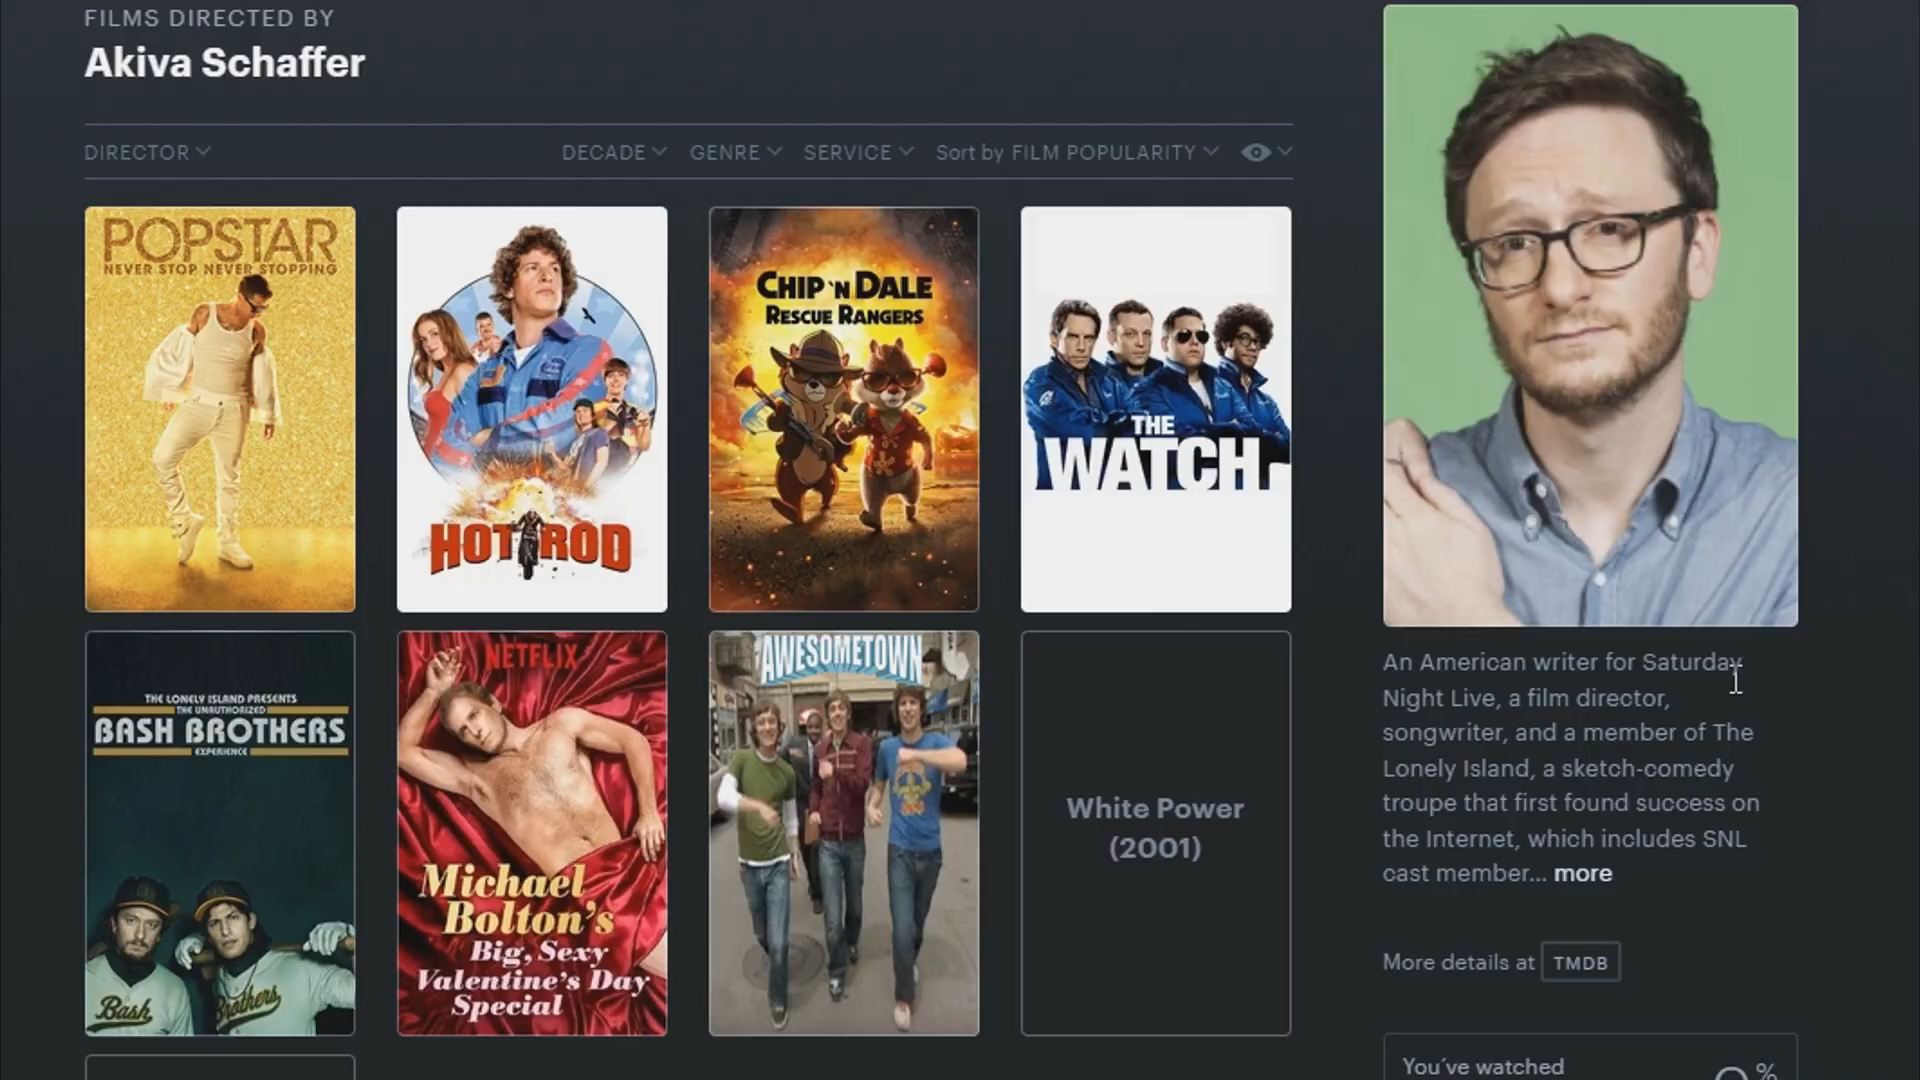 FILMS DIRECTED BY
Akiva Schaffer
DIRECTOR
DECADE
GENRE
SERVICE
Sort by FILM POPULARITY
POPSTAR
NEVER STOP NEVER STOPPING
HOT ROD
CHIP 'N DALE
RESCUE RANGERS
THE
WATCH
THE LONELY ISLAND PRESENTS
THE UNAUTHORIZED
BASH BROTHERS
EXPERIENCE
Bash
Brothers
NETFLIX
Michael
Bolton's
Big, Sexy
Valentine's Day
Special
AWESOMETOWN
White Power
(2001)
An American writer for Saturday
Night Live, a film director,
songwriter, and a member of The
Lonely Island, a sketch-comedy
troupe that first found success on
the Internet, which includes SNL
cast member... more
More details at TMDB
You've watched
%